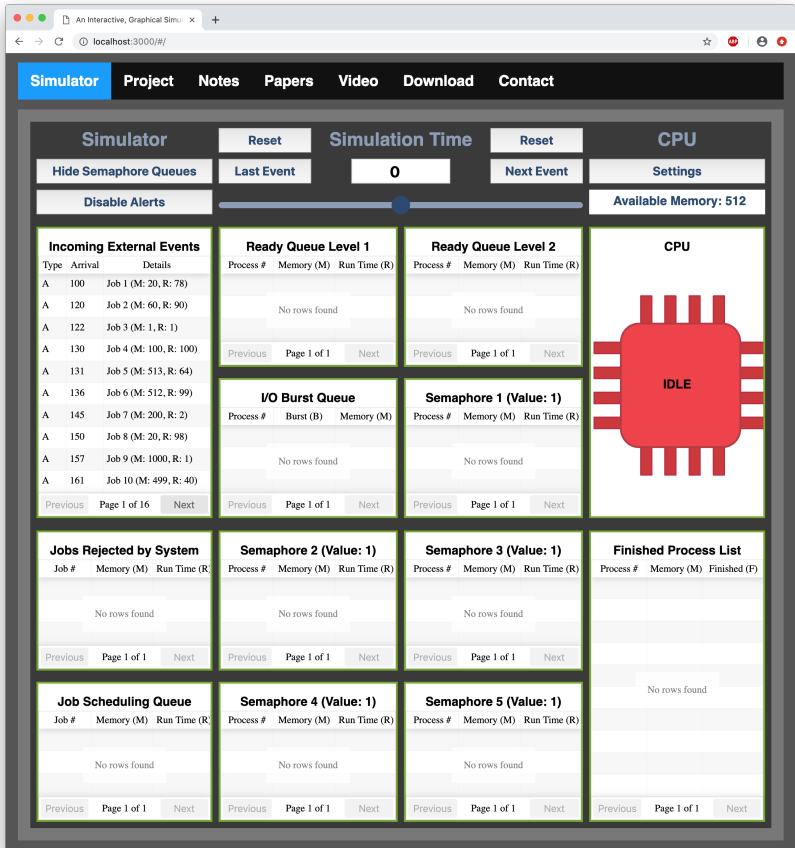 An Interactive, Graphical Simul
localhost:3000/#/
ABP
Simulator Project Notes Papers Video Download Contact
Simulator Reset Simulation Time Reset CPU
Hide Semaphore Queues Last Event 0 Next Event Settings
Disable Alerts Available Memory: 512
Incoming External Events
Type Arrival Details
A 100 Job 1 (M: 20, R: 78)
A 120 Job 2 (M: 60, R: 90)
A 122 Job 3 (M: 1, R: 1)
A 130 Job 4 (M: 100, R: 100)
A 131 Job 5 (M: 513, R: 64)
A 136 Job 6 (M: 512, R: 99)
A 145 Job 7 (M: 200, R: 2)
A 150 Job 8 (M: 20, R: 98)
A 157 Job 9 (M: 1000, R: 1)
A 161 Job 10 (M: 499, R: 40)
Previous Page 1 of 16 Next
Ready Queue Level 1
Process # Memory (M) Run Time (R)
No rows found
Previous Page 1 of 1 Next
Ready Queue Level 2
Process # Memory (M) Run Time (R)
No rows found
Previous Page 1 of 1 Next
CPU
IDLE
I/O Burst Queue
Process # Burst (B) Memory (M)
No rows found
Previous Page 1 of 1 Next
Semaphore 1 (Value: 1)
Process # Memory (M) Run Time (R)
No rows found
Previous Page 1 of 1 Next
Jobs Rejected by System
Job # Memory (M) Run Time (R)
No rows found
Previous Page 1 of 1 Next
Semaphore 2 (Value: 1)
Process # Memory (M) Run Time (R)
No rows found
Previous Page 1 of 1 Next
Semaphore 3 (Value: 1)
Process # Memory (M) Run Time (R)
No rows found
Previous Page 1 of 1 Next
Finished Process List
Process # Memory (M) Finished (F)
No rows found
Previous Page 1 of 1 Next
Job Scheduling Queue
Job # Memory (M) Run Time (R)
No rows found
Previous Page 1 of 1 Next
Semaphore 4 (Value: 1)
Process # Memory (M) Run Time (R)
No rows found
Previous Page 1 of 1 Next
Semaphore 5 (Value: 1)
Process # Memory (M) Run Time (R)
No rows found
Previous Page 1 of 1 Next